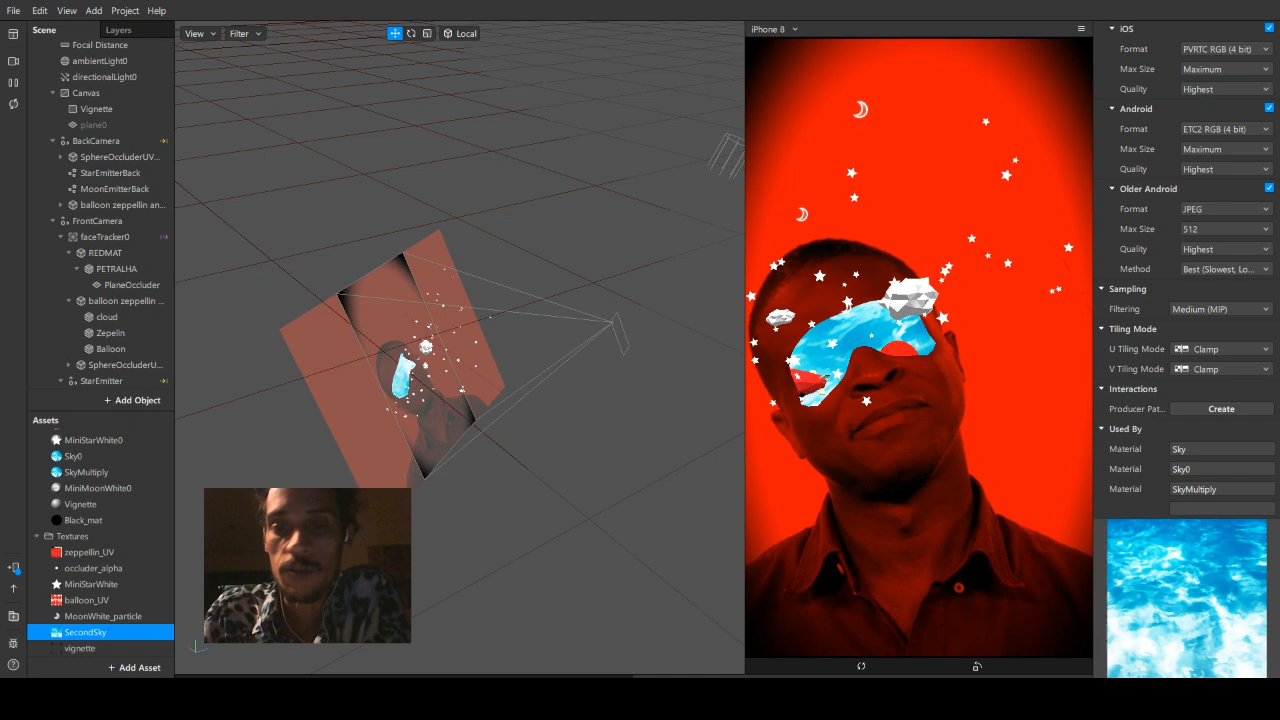 File Edit View Add Project Help
Scene Layers
Focal Distance
ambientLight0
directionalLight0
Canvas
Vignette
plane0
BackCamera
SphereOccluderUV...
StarEmitterBack
MoonEmitterBack
balloon zeppellin an...
FrontCamera
faceTracker0
REDMAT
PETRALHA
PlaneOccluder
balloon zeppellin ...
cloud
Zepelin
Balloon
SphereOccluderU...
StarEmitter
+ Add Object
Assets
MiniStarWhite0
Sky0
SkyMultiply
MiniMoonWhite0
Vignette
Black_mat
Textures
zeppellin_UV
occluder_alpha
MiniStarWhite
balloon_UV
MoonWhite_particle
SecondSky
vignette
+ Add Asset
View Filter Local
iPhone 8
iOS
Format PVRTC RGB (4 bit)
Max Size Maximum
Quality Highest
Android
Format ETC2 RGB (4 bit)
Max Size Maximum
Quality Highest
Older Android
Format JPEG
Max Size 512
Quality Highest
Method Best (Slowest, Lo...
Sampling
Filtering Medium (MIP)
Tiling Mode
U Tiling Mode Clamp
V Tiling Mode Clamp
Interactions
Producer Pat... Create
Used By
Material Sky
Material Sky0
Material SkyMultiply